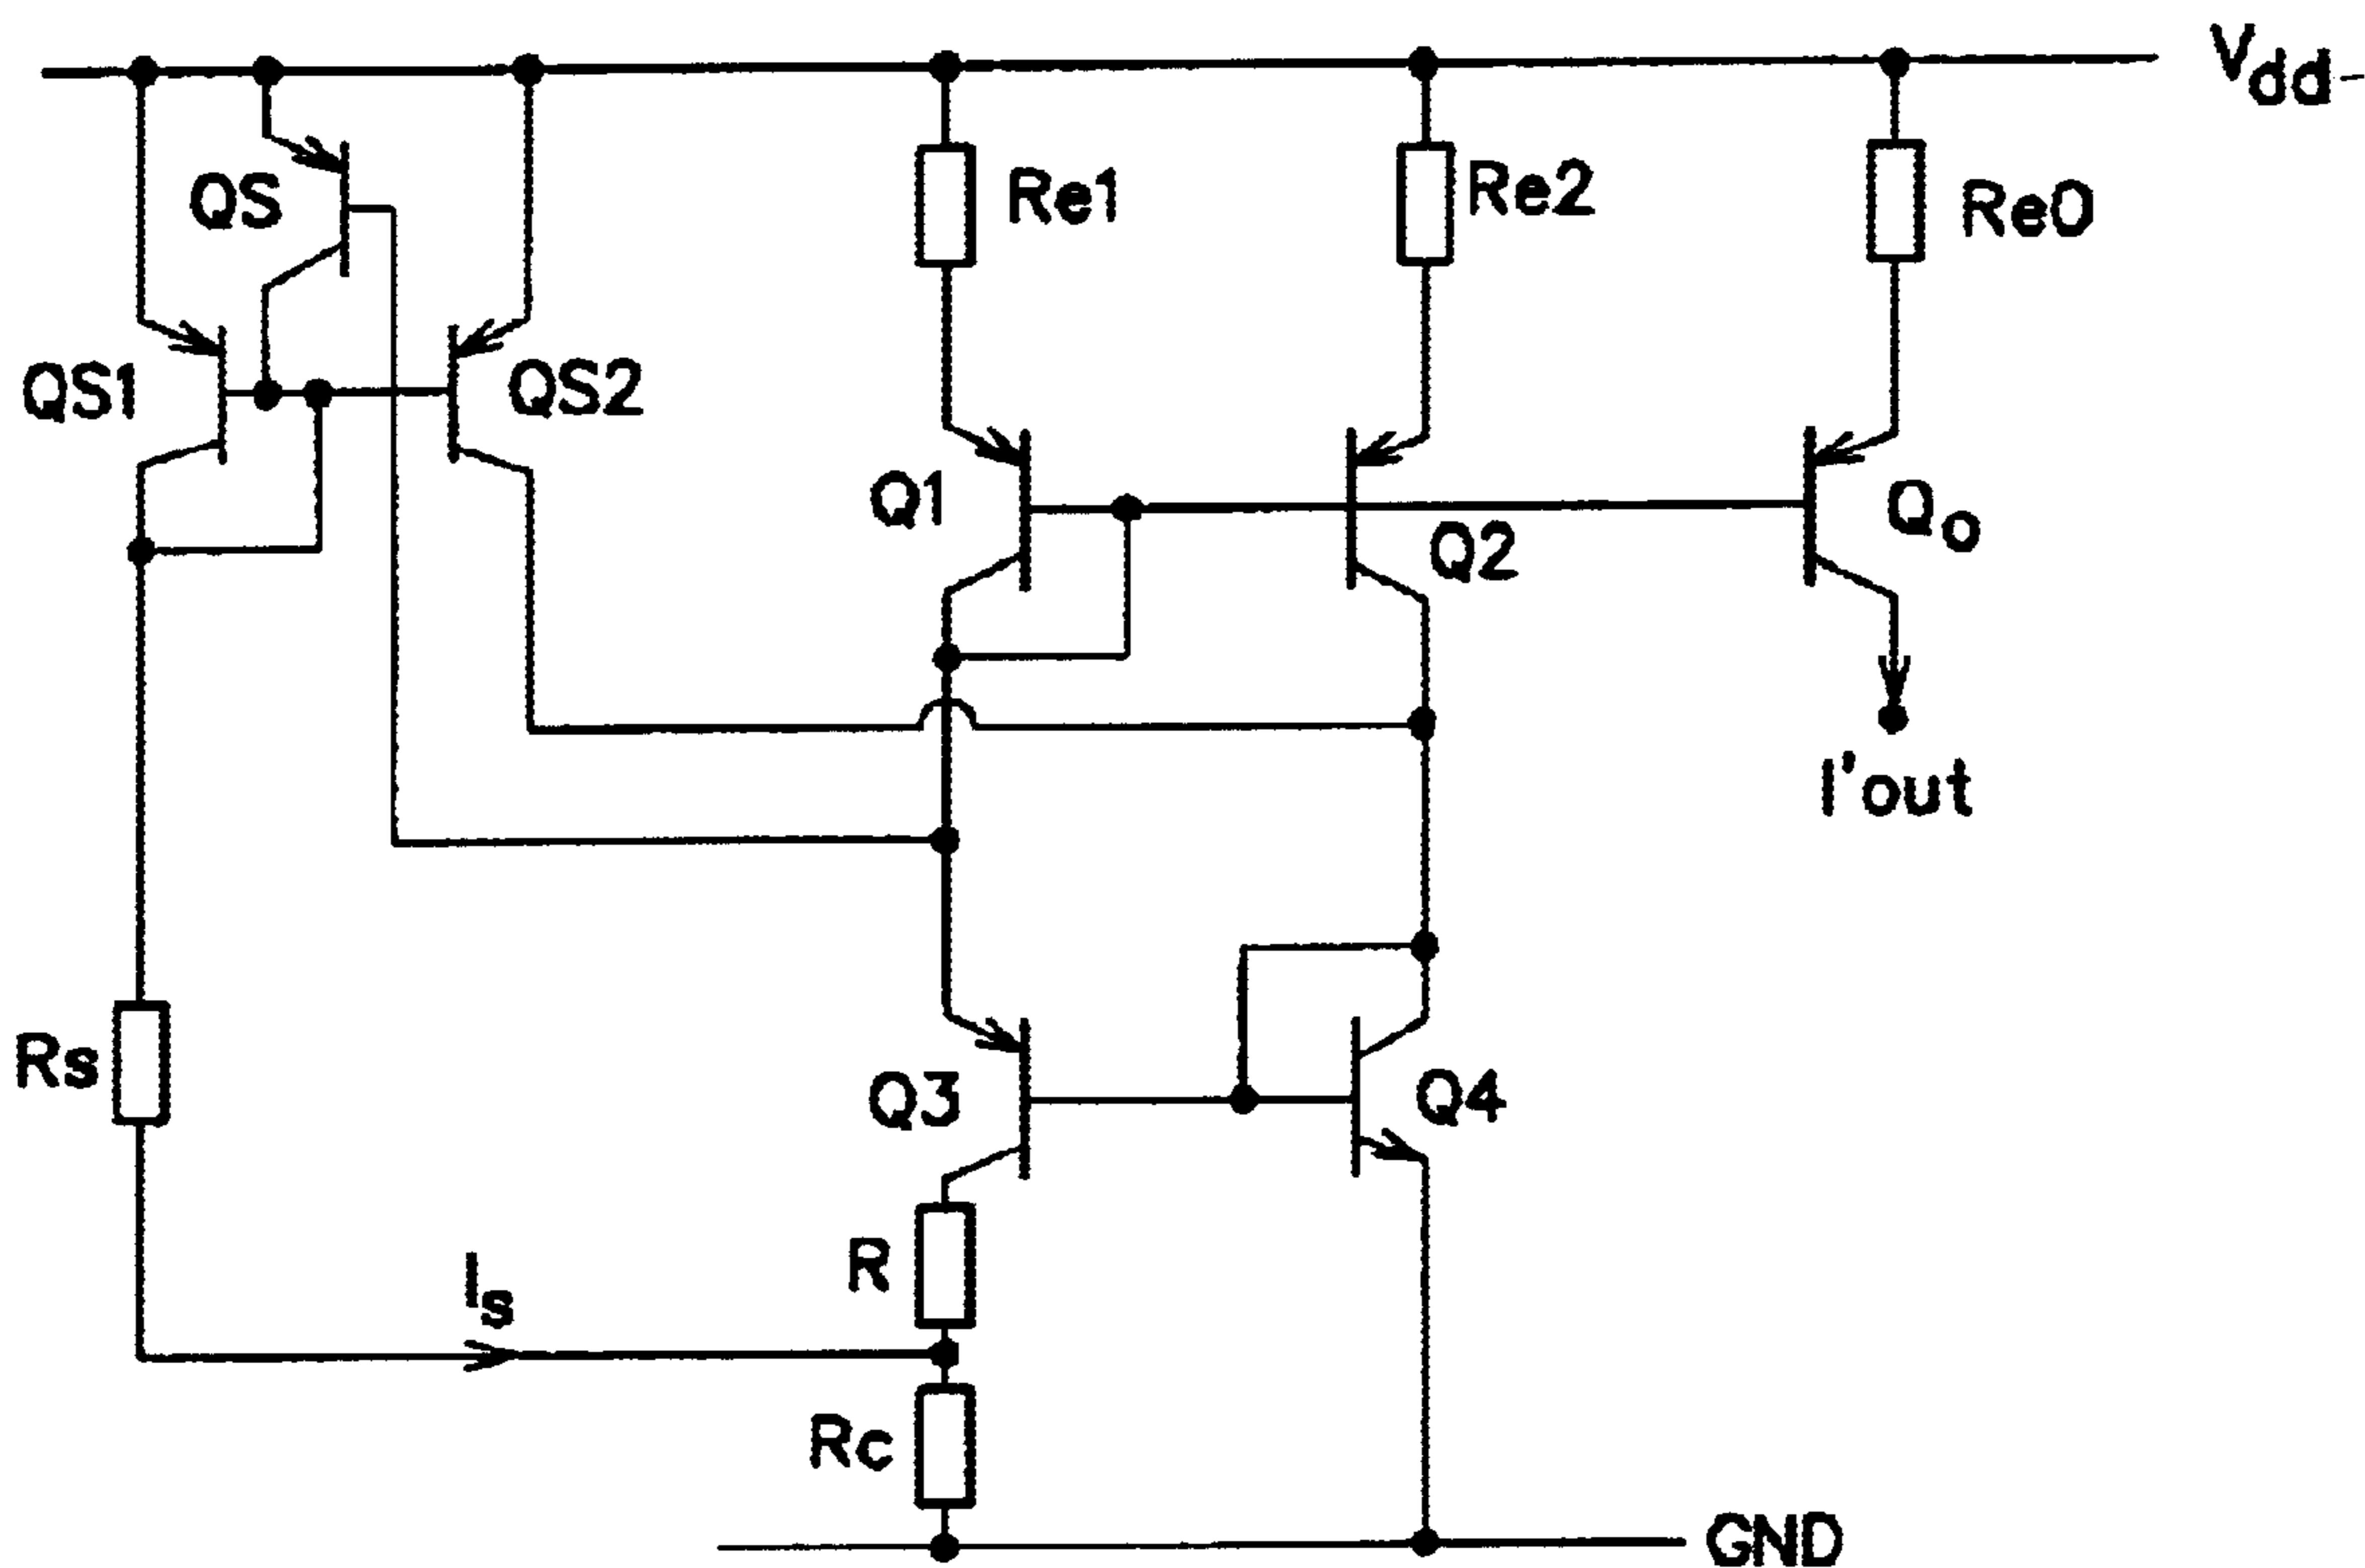 Vdd
QS
Re1
Re2
Re0
QS1
QS2
Q1
Q2
Qo
I'out
Rs
Q3
Q4
R
Is
Rc
GND